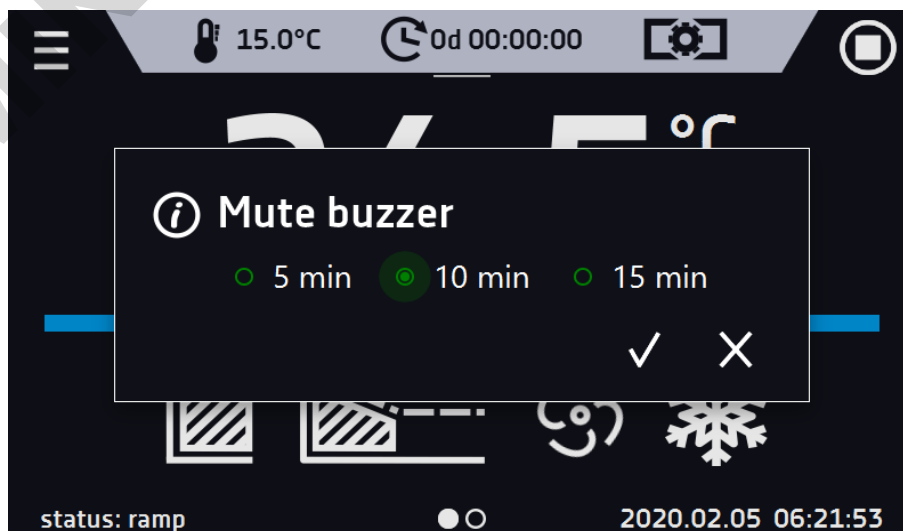 15.0°C
0d 00:00:00
Mute buzzer
5 min
10 min
15 min
status: ramp
2020.02.05 06:21:53